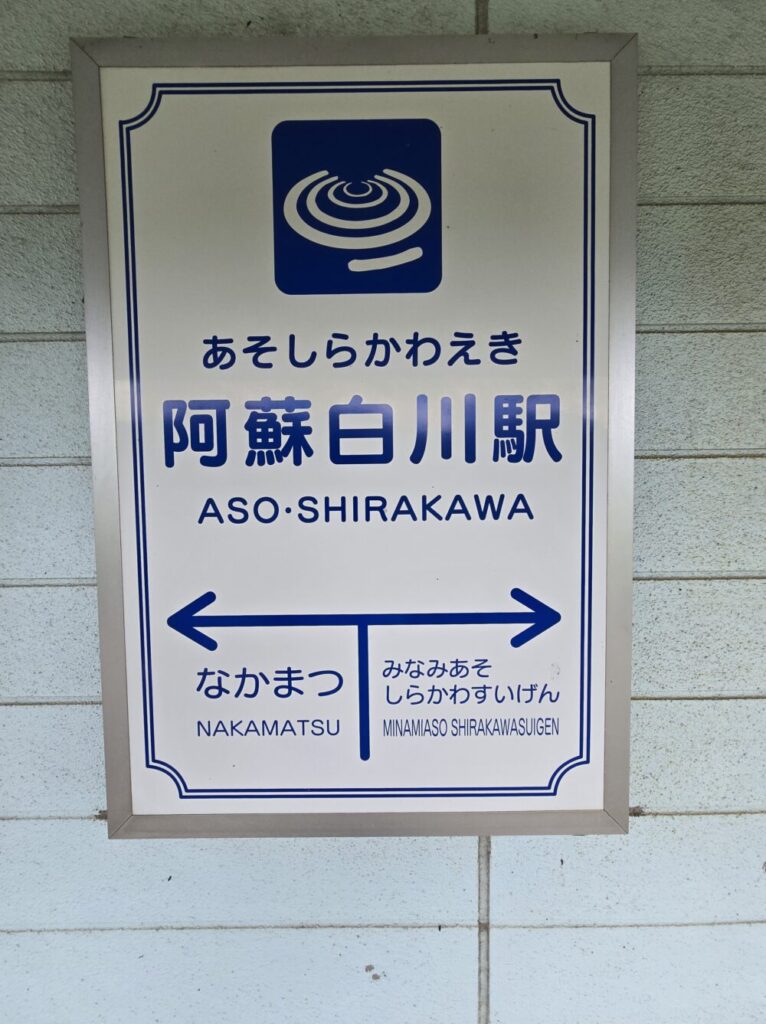 あそしらかわえき
阿蘇白川駅
ASO·SHIRAKAWA
なかまつ
NAKAMATSU
みなみあそ
しらかわすいげん
MINAMIASO SHIRAKAWASUIGEN